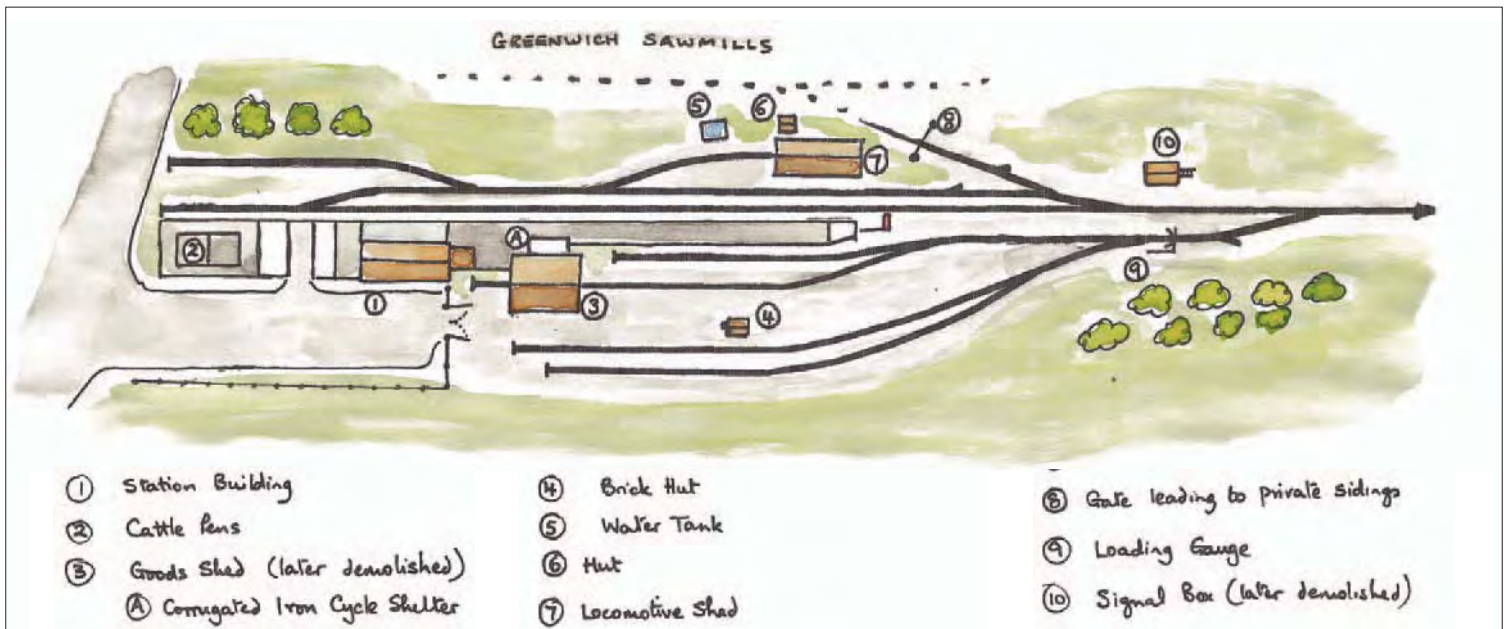 GREENWICH SAWMILLS
5
6
8
10
7
2
A
1
3
4
9
1 Station Building
2 Cattle Pens
3 Goods Shed (later demolished)
A Corrugated Iron Cycle Shelter
4 Brick Hut
5 Water Tank
6 Hut
7 Locomotive Shed
8 Gate leading to private sidings
9 Loading Gauge
10 Signal Box (later demolished)